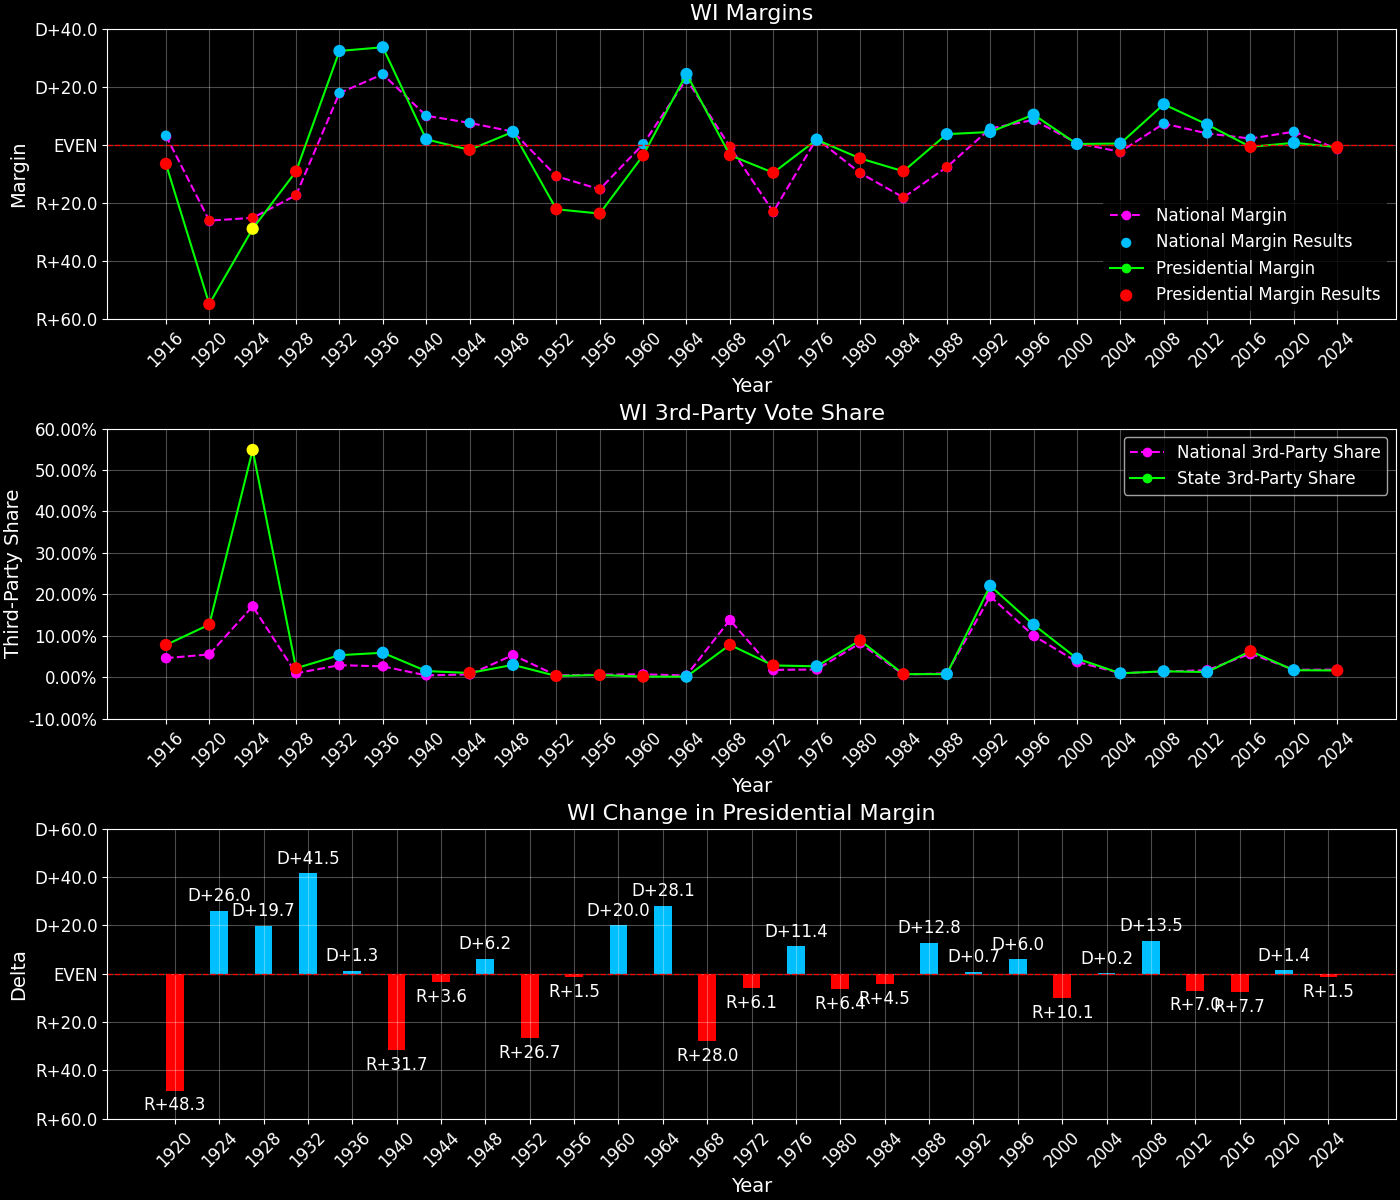 WI Margins
D+40.0
D+20.0
EVEN
R+20.0
R+40.0
R+60.0
Margin
National Margin
National Margin Results
Presidential Margin
Presidential Margin Results
1916 1920 1924 1928 1932 1936 1940 1944 1948 1952 1956 1960 1964 1968 1972 1976 1980 1984 1988 1992 1996 2000 2004 2008 2012 2016 2020 2024
Year
WI 3rd-Party Vote Share
60.00%
50.00%
40.00%
30.00%
20.00%
10.00%
0.00%
-10.00%
Third-Party Share
National 3rd-Party Share
State 3rd-Party Share
1916 1920 1924 1928 1932 1936 1940 1944 1948 1952 1956 1960 1964 1968 1972 1976 1980 1984 1988 1992 1996 2000 2004 2008 2012 2016 2020 2024
Year
WI Change in Presidential Margin
D+60.0
D+40.0
D+20.0
EVEN
R+20.0
R+40.0
R+60.0
Delta
R+48.3
D+26.0
D+19.7
D+41.5
D+1.3
R+31.7
R+3.6
D+6.2
R+26.7
R+1.5
D+20.0
D+28.1
R+28.0
R+6.1
D+11.4
R+6.4
R+4.5
D+12.8
D+0.7
D+6.0
R+10.1
D+0.2
D+13.5
R+7.0
R+7.7
D+1.4
R+1.5
1920 1924 1928 1932 1936 1940 1944 1948 1952 1956 1960 1964 1968 1972 1976 1980 1984 1988 1992 1996 2000 2004 2008 2012 2016 2020 2024
Year